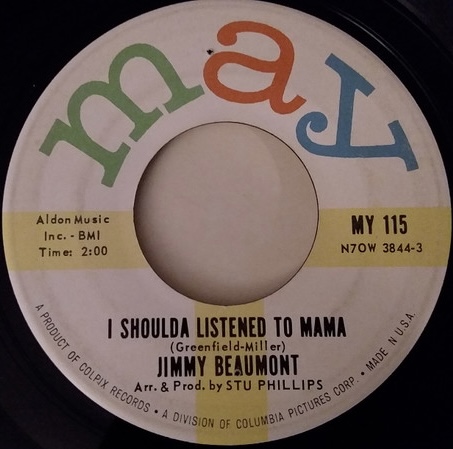 may
Aldon Music
Inc. - BMI
Time: 2:00
MY 115
N7OW 3844-3
I SHOULDA LISTENED TO MAMA
(Greenfield-Miller)
JIMMY BEAUMONT
Arr. & Prod. by STU PHILLIPS
A PRODUCT OF COLPIX RECORDS • A DIVISION OF COLUMBIA PICTURES CORP. • MADE IN U.S.A.